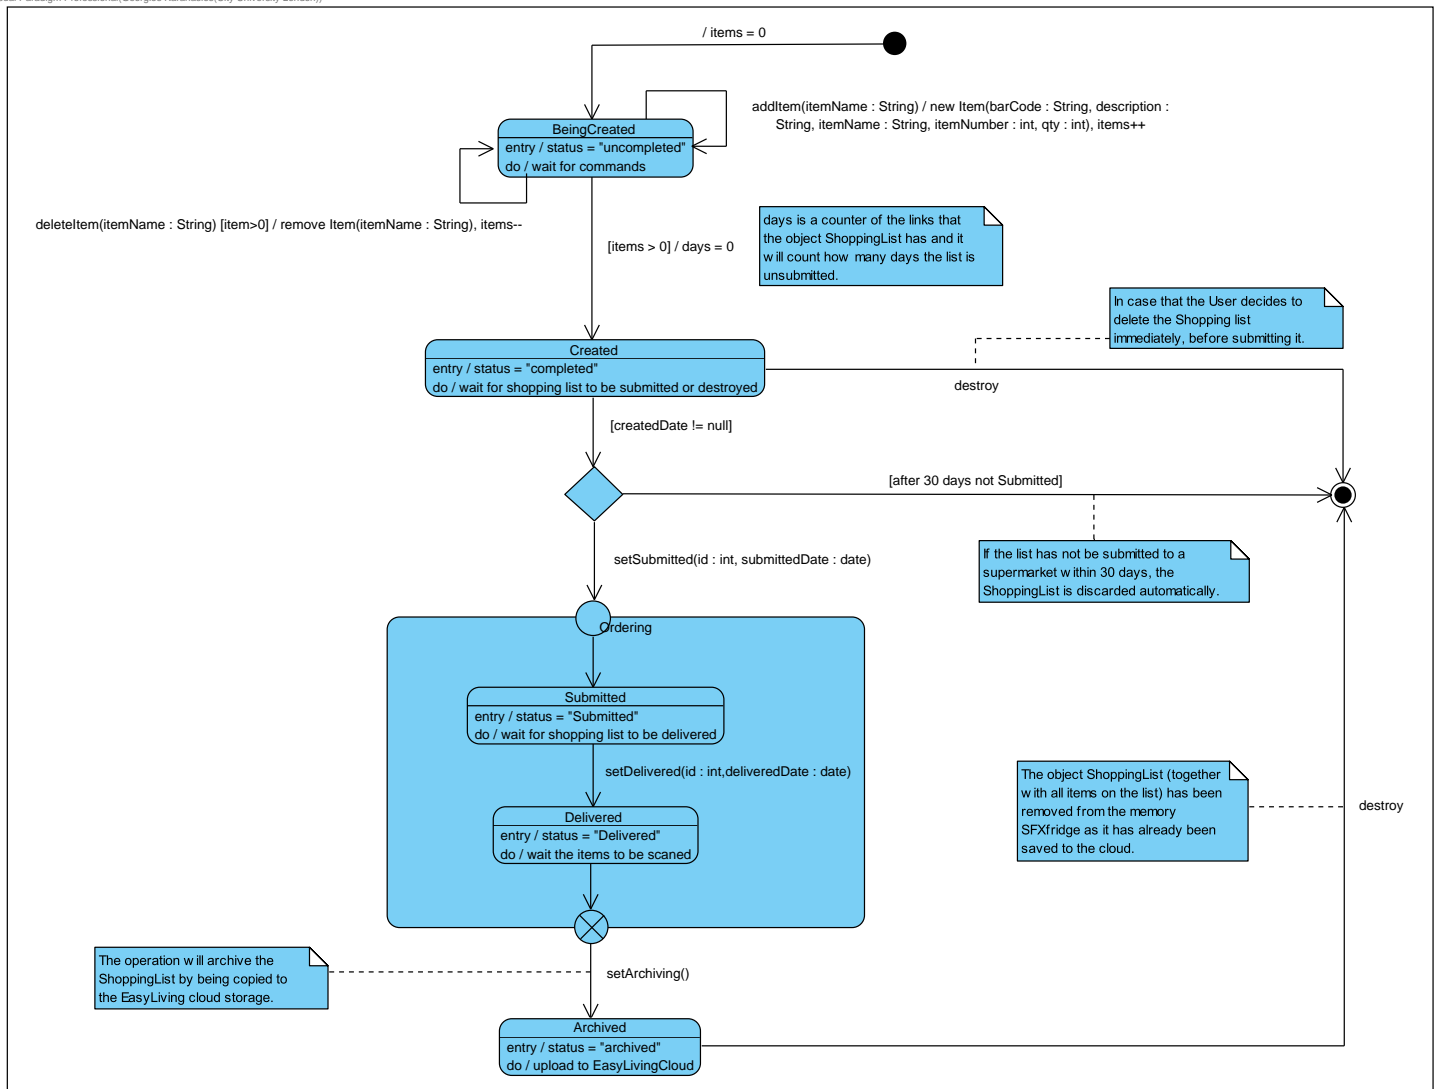 / items = 0
addItem(itemName : String) / new Item(barCode : String, description :
String, itemName : String, itemNumber : int, qty : int), items++
BeingCreated
entry / status = "uncompleted"
do / wait for commands
deleteItem(itemName : String) [item>0] / remove Item(itemName : String), items--
[items > 0] / days = 0
days is a counter of the links that
the object ShoppingList has and it
will count how many days the list is
unsubmitted.
In case that the User decides to
delete the Shopping list
immediately, before submitting it.
Created
entry / status = "completed"
do / wait for shopping list to be submitted or destroyed
destroy
[createdDate != null]
[after 30 days not Submitted]
setSubmitted(id : int, submittedDate : date)
If the list has not be submitted to a
supermarket within 30 days, the
ShoppingList is discarded automatically.
Ordering
Submitted
entry / status = "Submitted"
do / wait for shopping list to be delivered
setDelivered(id : int,deliveredDate : date)
The object ShoppingList (together
with all items on the list) has been
removed from the memory
SFXfridge as it has already been
saved to the cloud.
destroy
Delivered
entry / status = "Delivered"
do / wait the items to be scaned
The operation will archive the
ShoppingList by being copied to
the EasyLiving cloud storage.
setArchiving()
Archived
entry / status = "archived"
do / upload to EasyLivingCloud